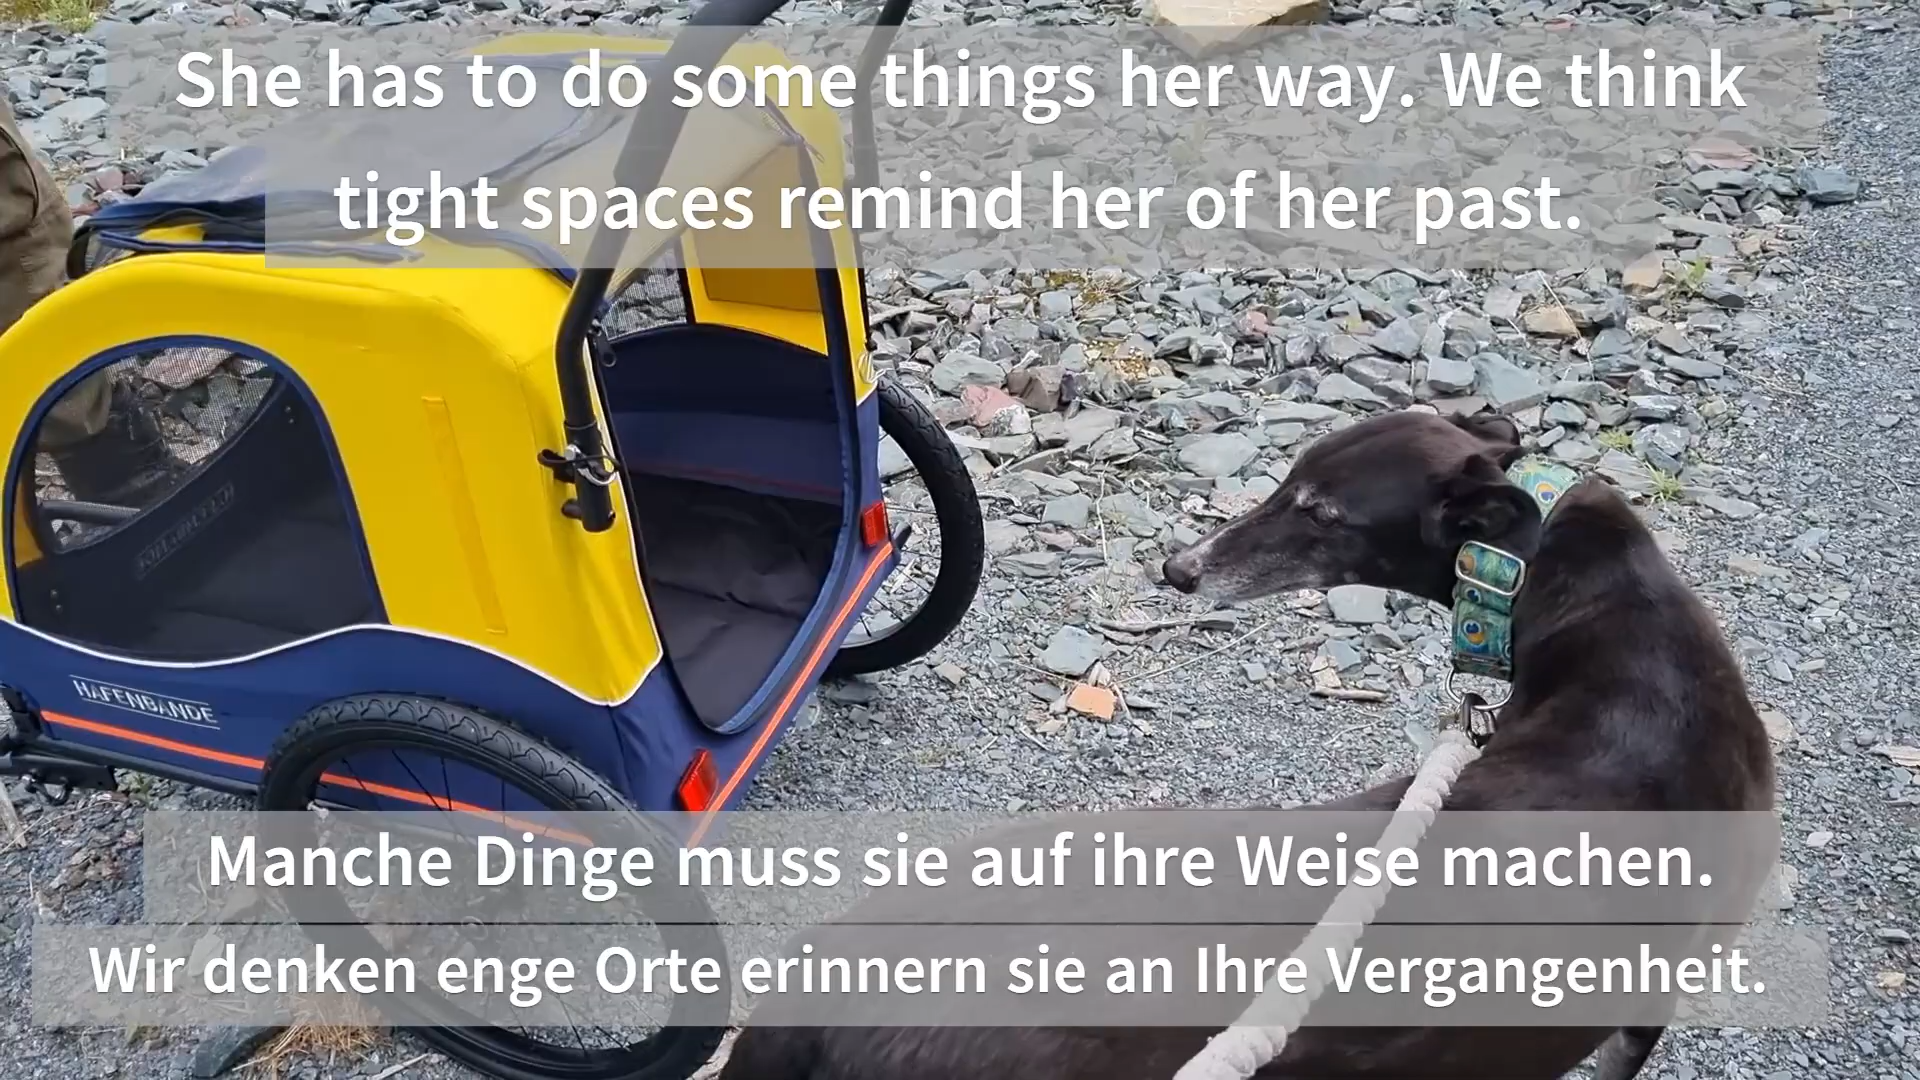 She has to do some things her way. We think
tight spaces remind her of her past.
HAFENBANDE
Manche Dinge muss sie auf ihre Weise machen.
Wir denken enge Orte erinnern sie an Ihre Vergangenheit.